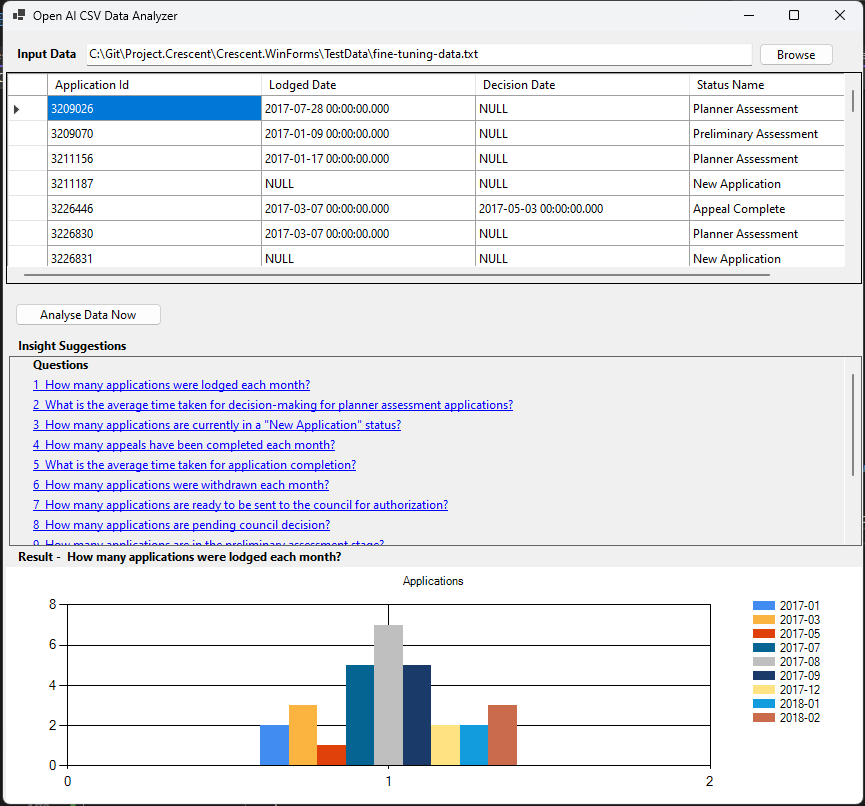 Open AI CSV Data Analyzer
Input Data C:\Git\Project.Crescent\Crescent.WinForms\TestData\fine-tuning-data.txt Browse
Application Id Lodged Date Decision Date Status Name
3209026 2017-07-28 00:00:00.000 NULL Planner Assessment
3209070 2017-01-09 00:00:00.000 NULL Preliminary Assessment
3211156 2017-01-17 00:00:00.000 NULL Planner Assessment
3211187 NULL NULL New Application
3226446 2017-03-07 00:00:00.000 2017-05-03 00:00:00.000 Appeal Complete
3226830 2017-03-07 00:00:00.000 NULL Planner Assessment
3226831 NULL NULL New Application
Analyse Data Now
Insight Suggestions
Questions
1 How many applications were lodged each month?
2 What is the average time taken for decision-making for planner assessment applications?
3 How many applications are currently in a "New Application" status?
4 How many appeals have been completed each month?
5 What is the average time taken for application completion?
6 How many applications were withdrawn each month?
7 How many applications are ready to be sent to the council for authorization?
8 How many applications are pending council decision?
9 How many applications are in the preliminary assessment stage?
Result - How many applications were lodged each month?
Applications
8
6
4
2
0
0 1 2
2017-01
2017-03
2017-05
2017-07
2017-08
2017-09
2017-12
2018-01
2018-02